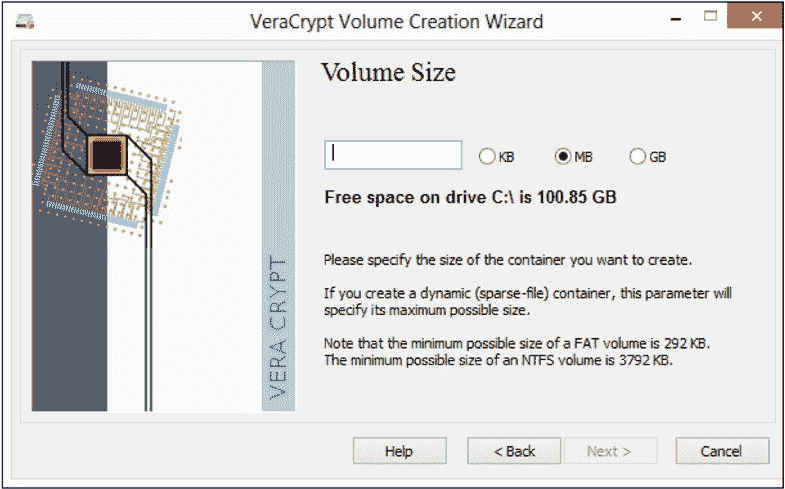 VeraCrypt Volume Creation Wizard
VERA CRYPT
Volume Size
KB
MB
GB
Free space on drive C:\ is 100.85 GB
Please specify the size of the container you want to create.
If you create a dynamic (sparse-file) container, this parameter will
specify its maximum possible size.
Note that the minimum possible size of a FAT volume is 292 KB.
The minimum possible size of an NTFS volume is 3792 KB.
Help
< Back
Next >
Cancel